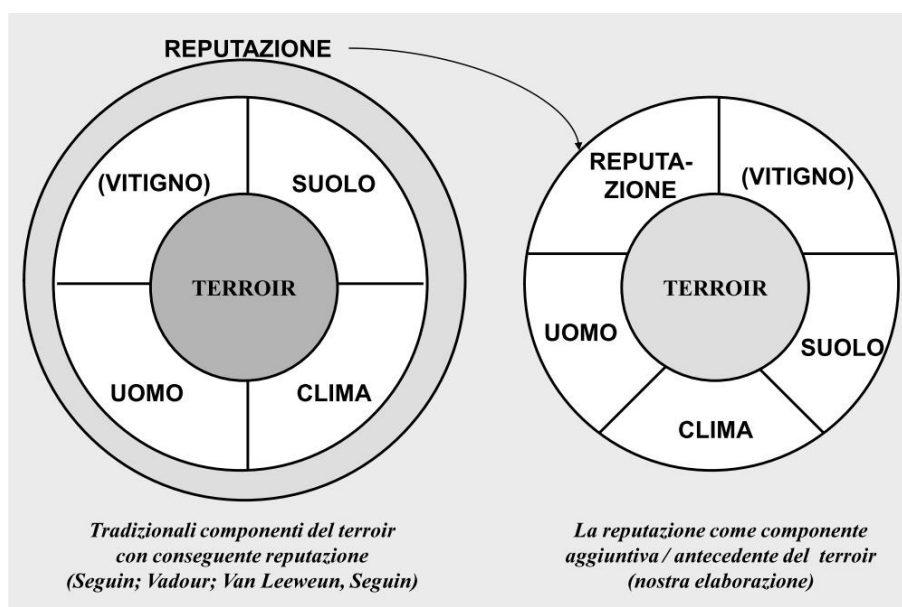 REPUTAZIONE
(VITIGNO)
SUOLO
TERROIR
UOMO
CLIMA
Tradizionali componenti del terroir
con conseguente reputazione
(Seguin; Vadour; Van Leeweun, Seguin)
REPUTA-
ZIONE
(VITIGNO)
TERROIR
UOMO
SUOLO
CLIMA
La reputazione come componente
aggiuntiva / antecedente del terroir
(nostra elaborazione)